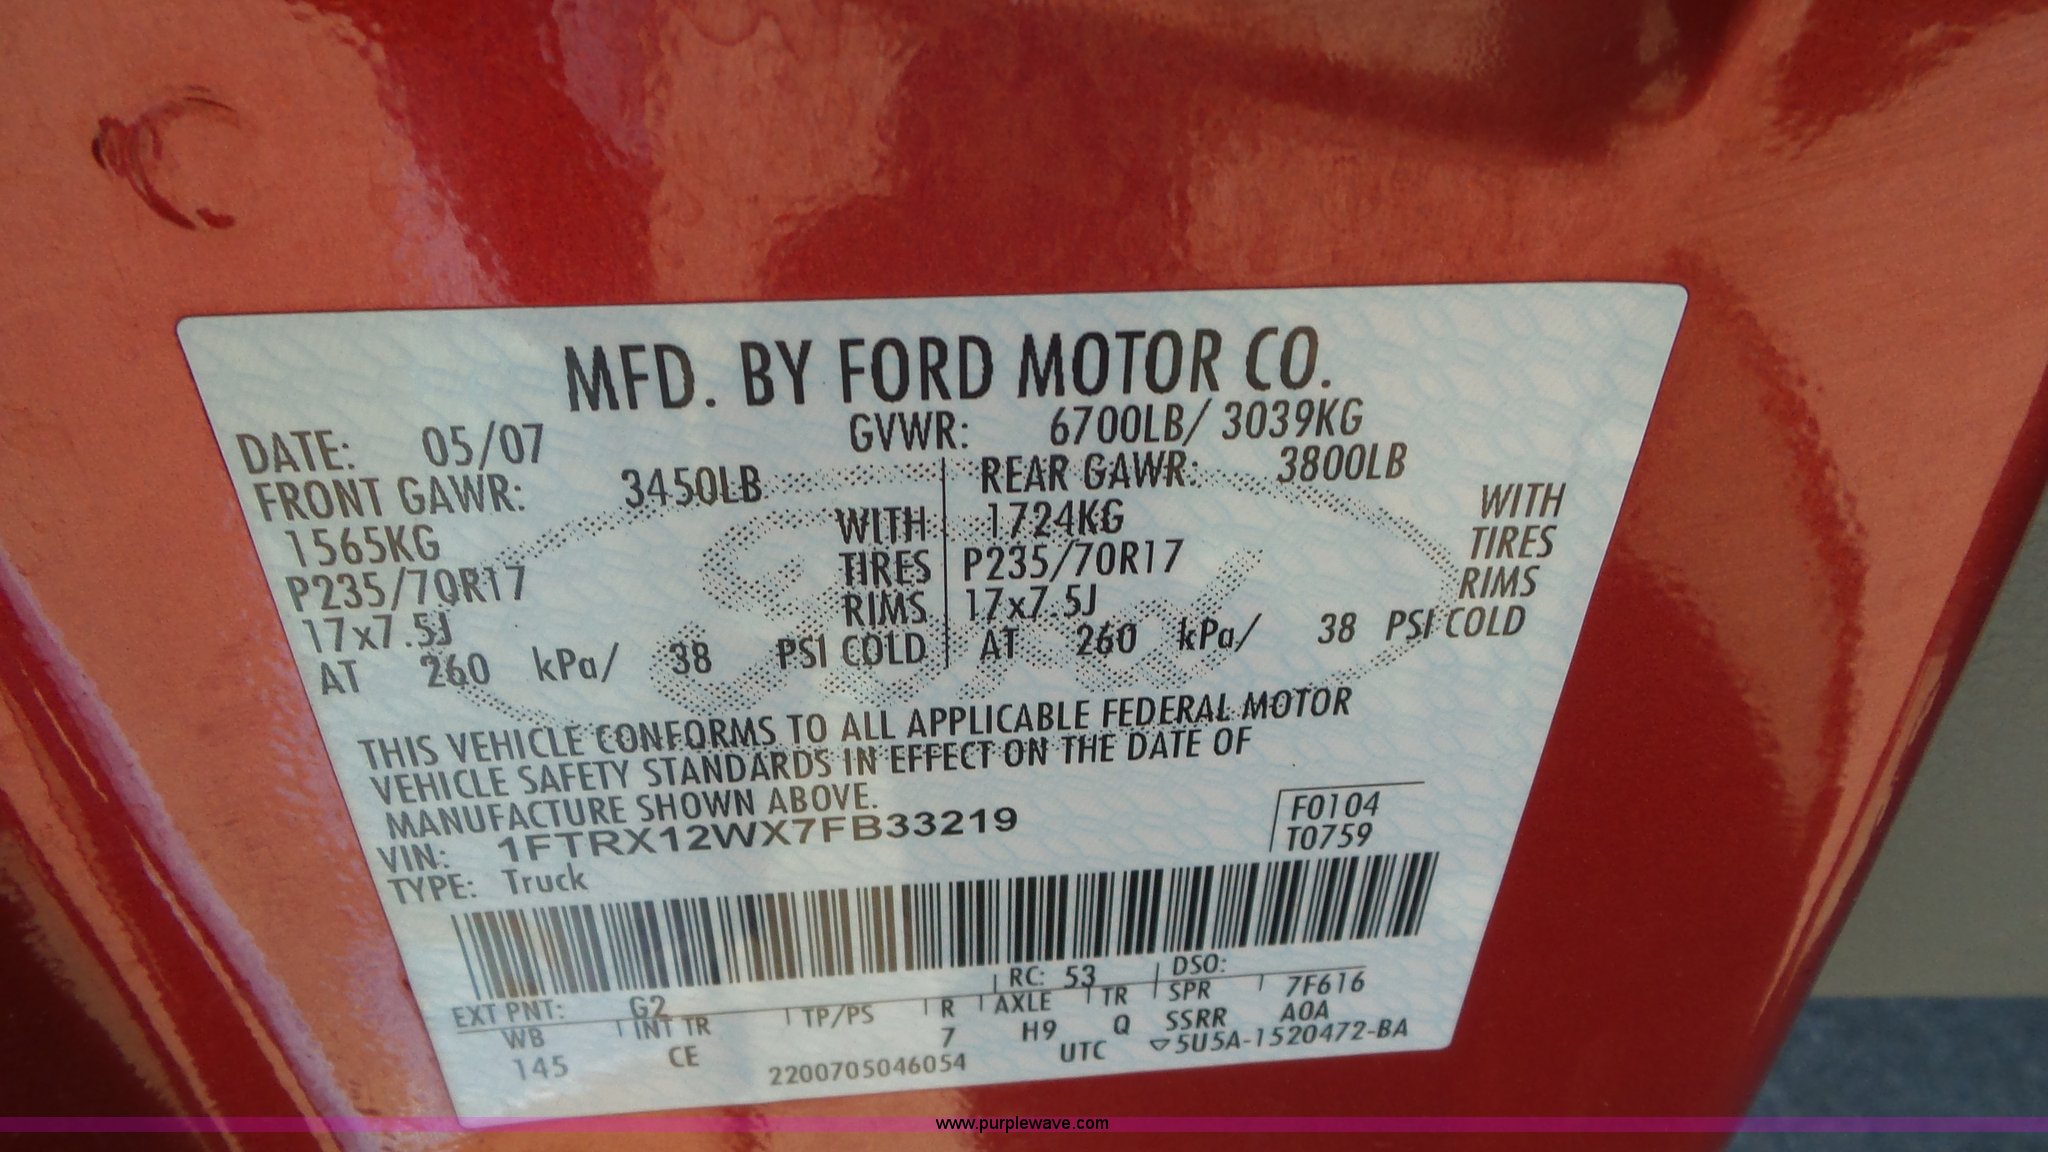 MFD. BY FORD MOTOR CO.
DATE: 05/07 GVWR: 6700LB/ 3039KG
FRONT GAWR: 3450LB REAR GAWR: 3800LB
1565KG WITH 1724KG WITH
P235/70R17 TIRES P235/70R17 TIRES
17x7.5J RIMS 17x7.5J RIMS
AT 260 kPa/ 38 PSI COLD AT 260 kPa/ 38 PSI COLD
THIS VEHICLE CONFORMS TO ALL APPLICABLE FEDERAL MOTOR
VEHICLE SAFETY STANDARDS IN EFFECT ON THE DATE OF
MANUFACTURE SHOWN ABOVE.
VIN: 1FTRX12WX7FB33219
F0104
T0759
TYPE: Truck
EXT PNT: G2 RC: 53 DSO:
WB INT TR TP/PS R AXLE TR SPR 7F616
145 CE 7 H9 Q SSRR A0A
2200705046054 UTC ▽5U5A-1520472-BA
Ford
www.purplewave.com